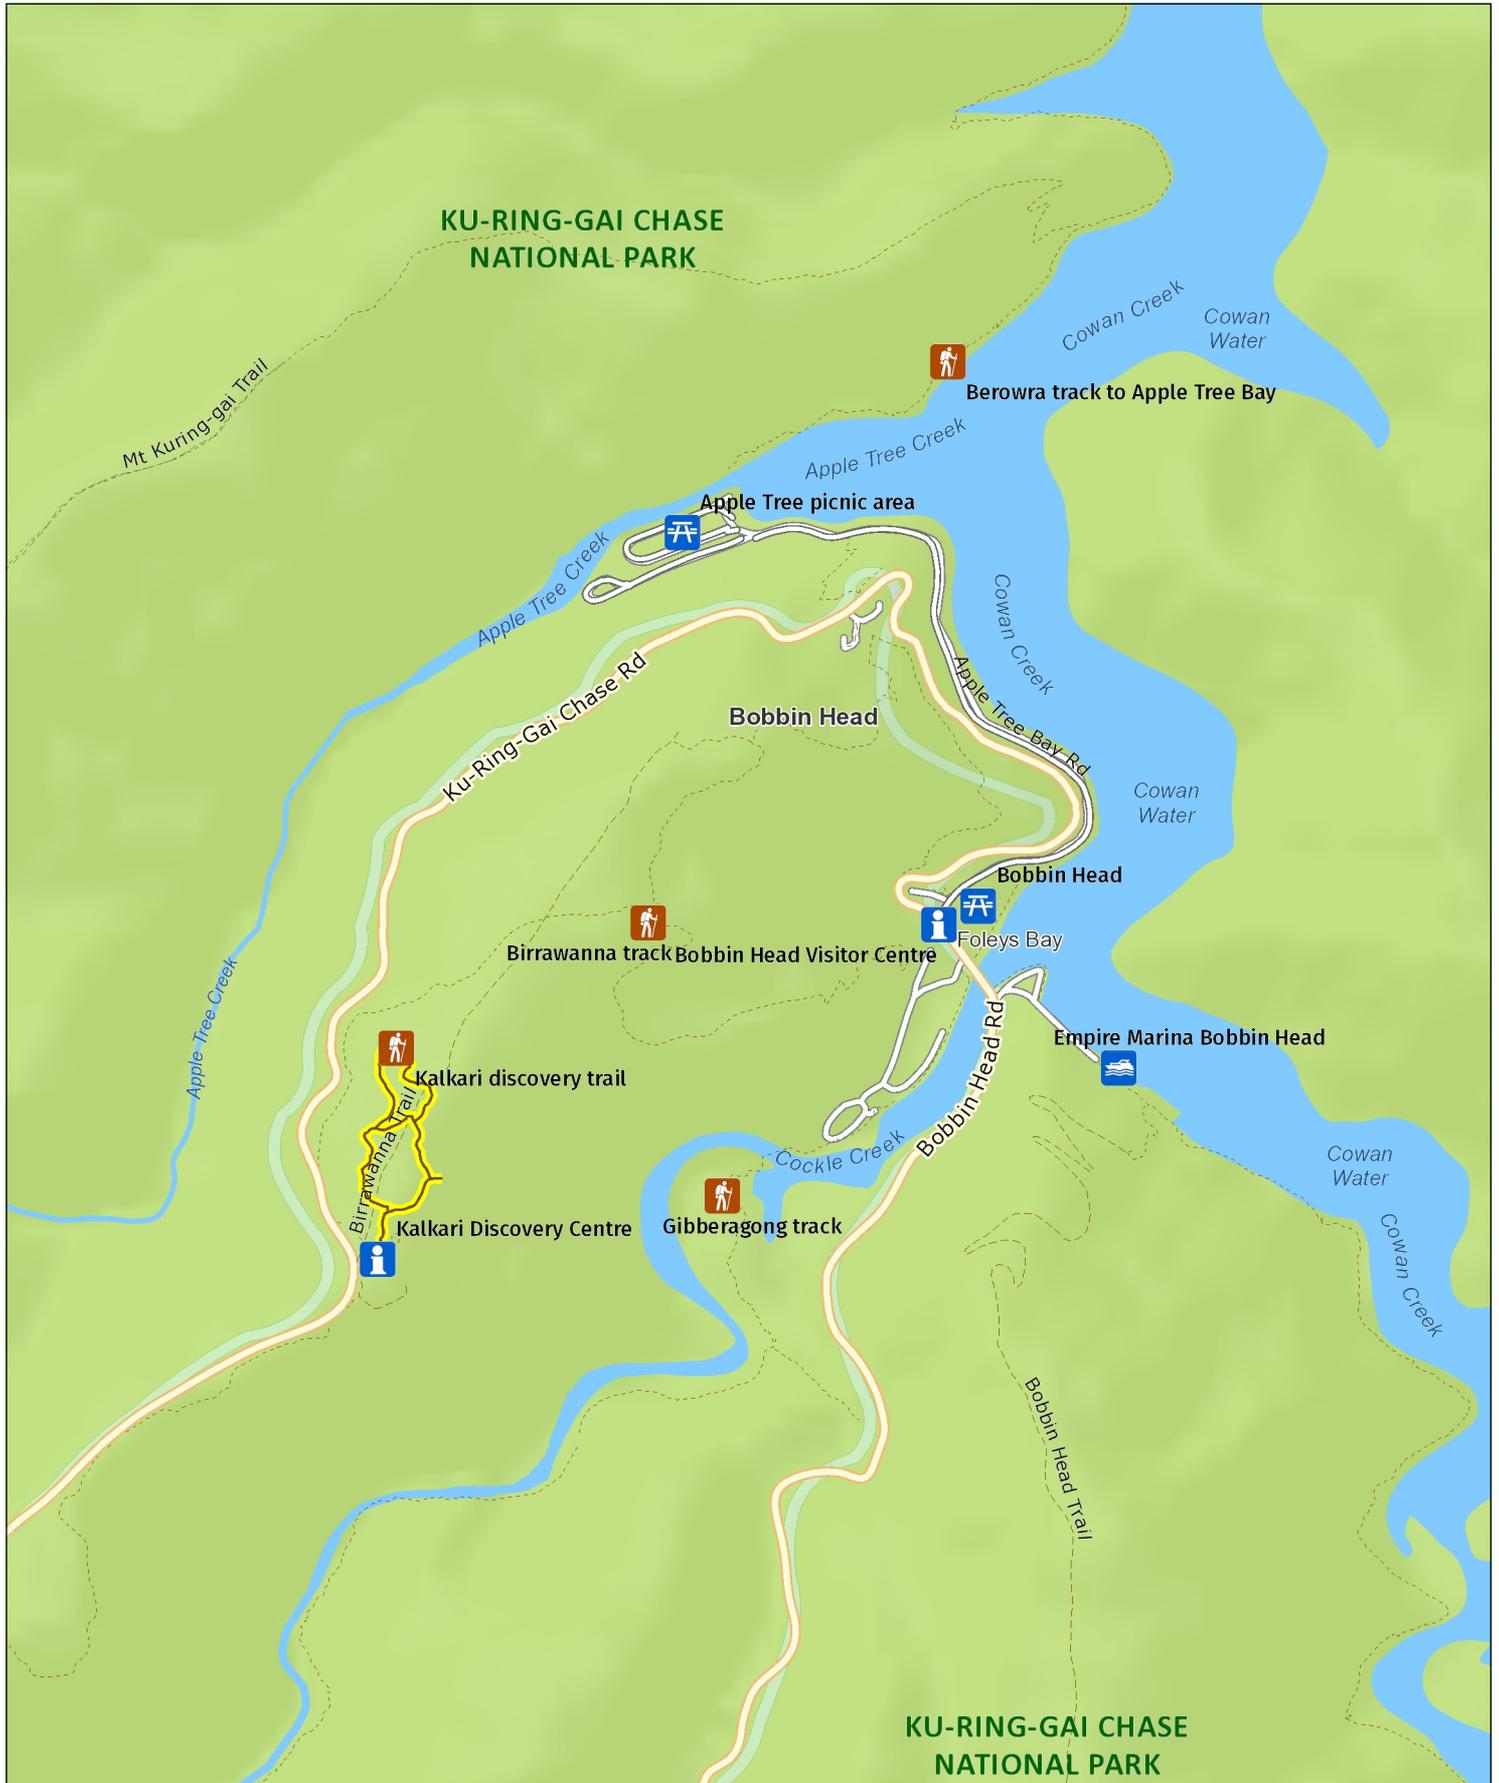 KU-RING-GAI CHASE
NATIONAL PARK
Cowan Creek
Cowan
Water
Mt Kuring-gai Trail
Berowra track to Apple Tree Bay
Apple Tree Creek
Apple Tree picnic area
Apple Tree Creek
Cowan Creek
Ku-Ring-Gai Chase Rd
Apple Tree Bay Rd
Bobbin Head
Cowan
Water
Bobbin Head
Foleys Bay
Birrawanna track
Bobbin Head Visitor Centre
Apple Tree Creek
Bobbin Head Rd
Empire Marina Bobbin Head
Kalkari discovery trail
Birrawanna Trail
Cockle Creek
Cowan
Water
Gibberagong track
Kalkari Discovery Centre
Cowan Creek
Bobbin Head Trail
KU-RING-GAI CHASE
NATIONAL PARK